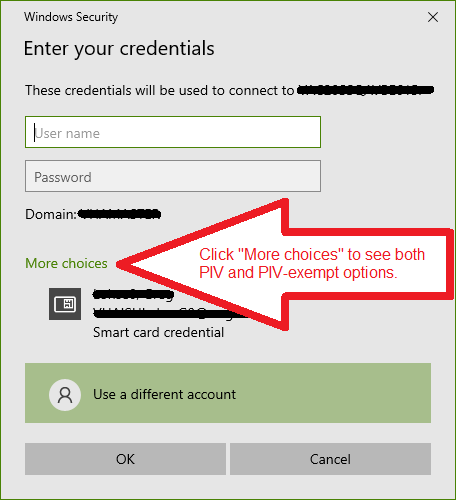 Windows Security
Enter your credentials
These credentials will be used to connect to
User name
Password
Domain:
More choices
Click "More choices" to see both
PIV and PIV-exempt options.
Smart card credential
Use a different account
OK
Cancel